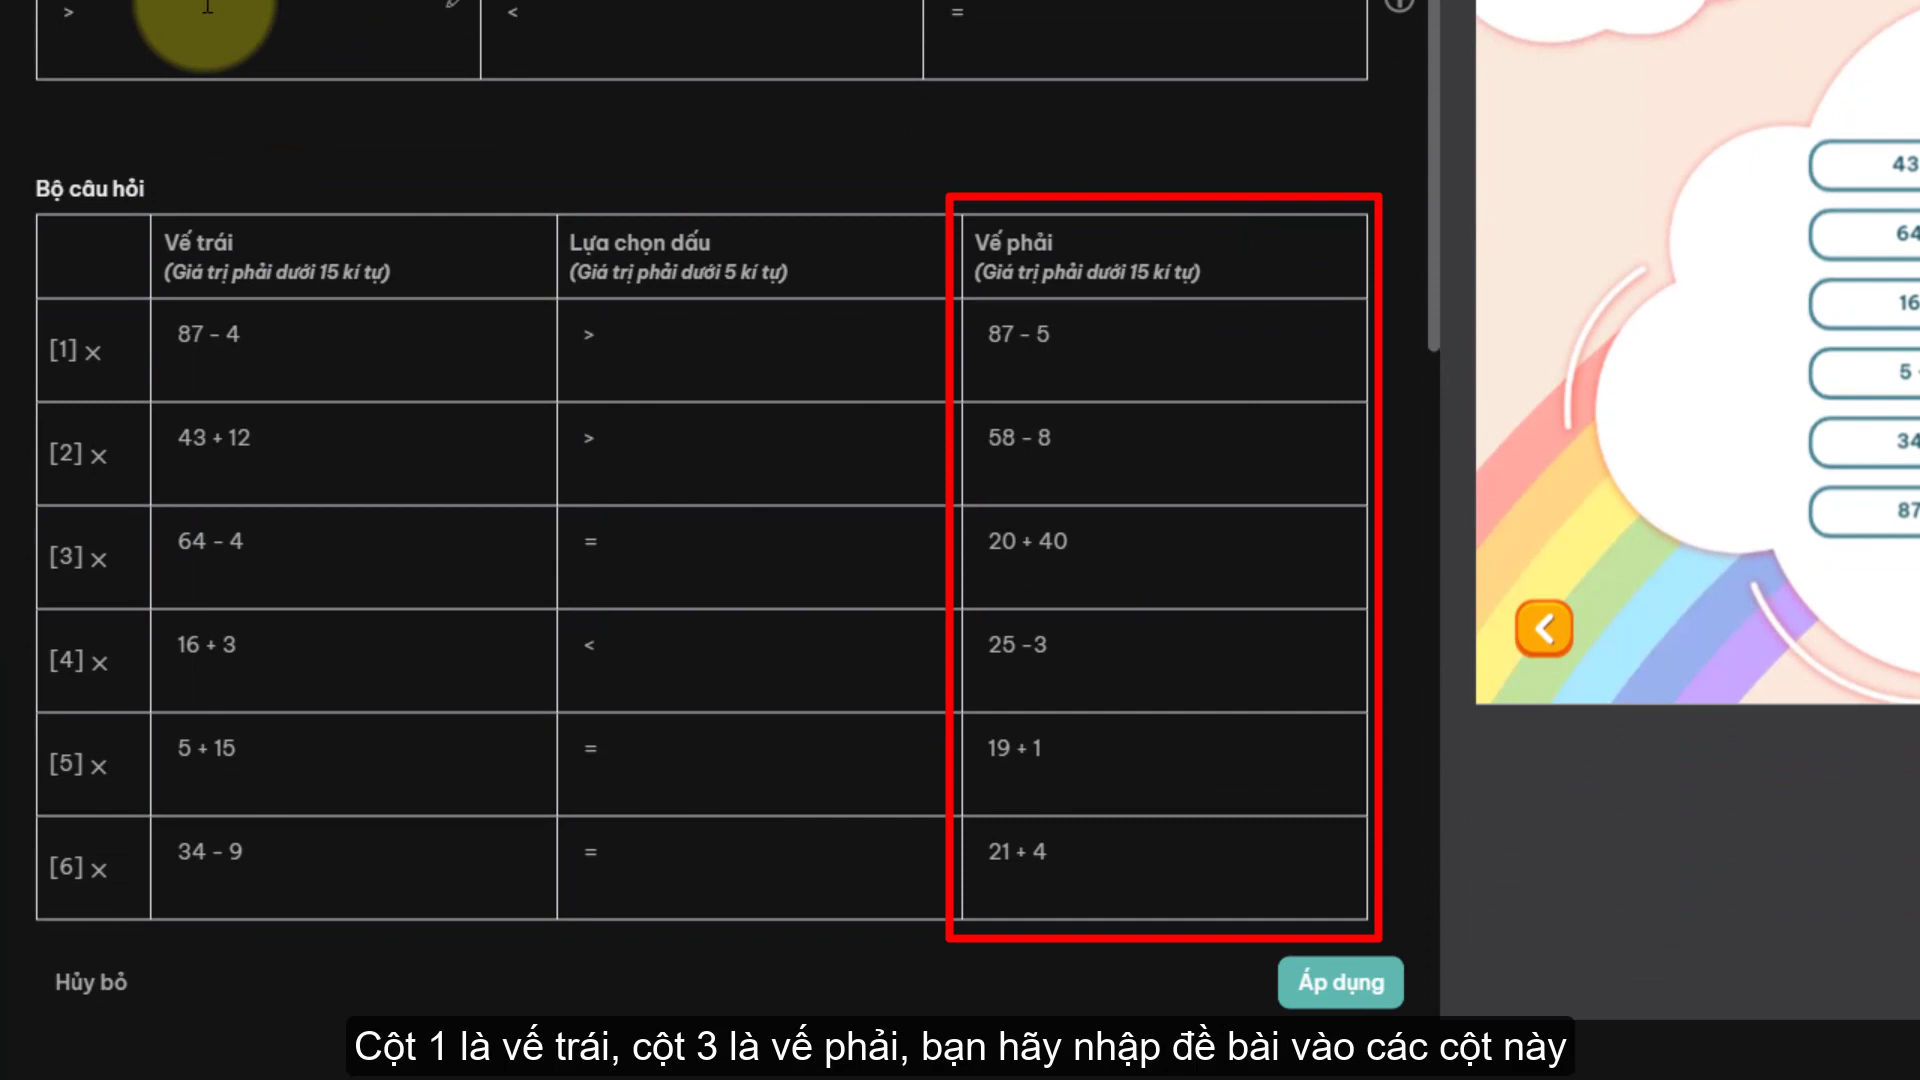 > < =
Bộ câu hỏi
Vế trái Lựa chọn dấu Vế phải
(Giá trị phải dưới 15 kí tự) (Giá trị phải dưới 5 kí tự) (Giá trị phải dưới 15 kí tự)
[1] × 87 - 4 > 87 - 5
[2] × 43 + 12 > 58 - 8
[3] × 64 - 4 = 20 + 40
[4] × 16 + 3 < 25 -3
[5] × 5 + 15 = 19 + 1
[6] × 34 - 9 = 21 + 4
Hủy bỏ Áp dụng
43
64
16
5
34
87
Cột 1 là vế trái, cột 3 là vế phải, bạn hãy nhập đề bài vào các cột này